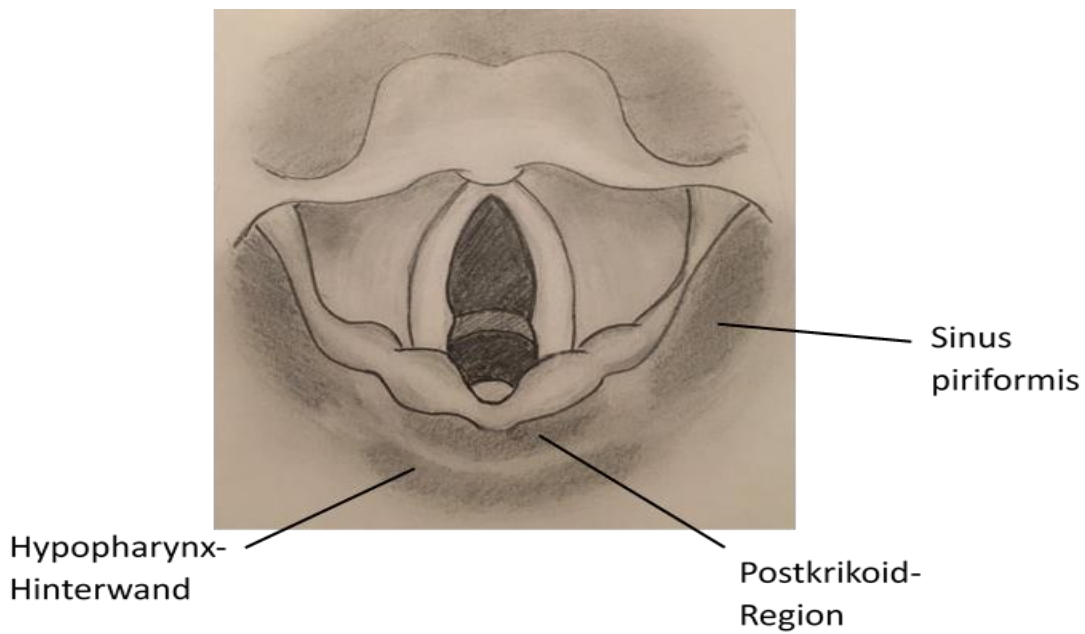 Sinus
piriformis
Hypopharynx-
Hinterwand
Postkrikoid-
Region